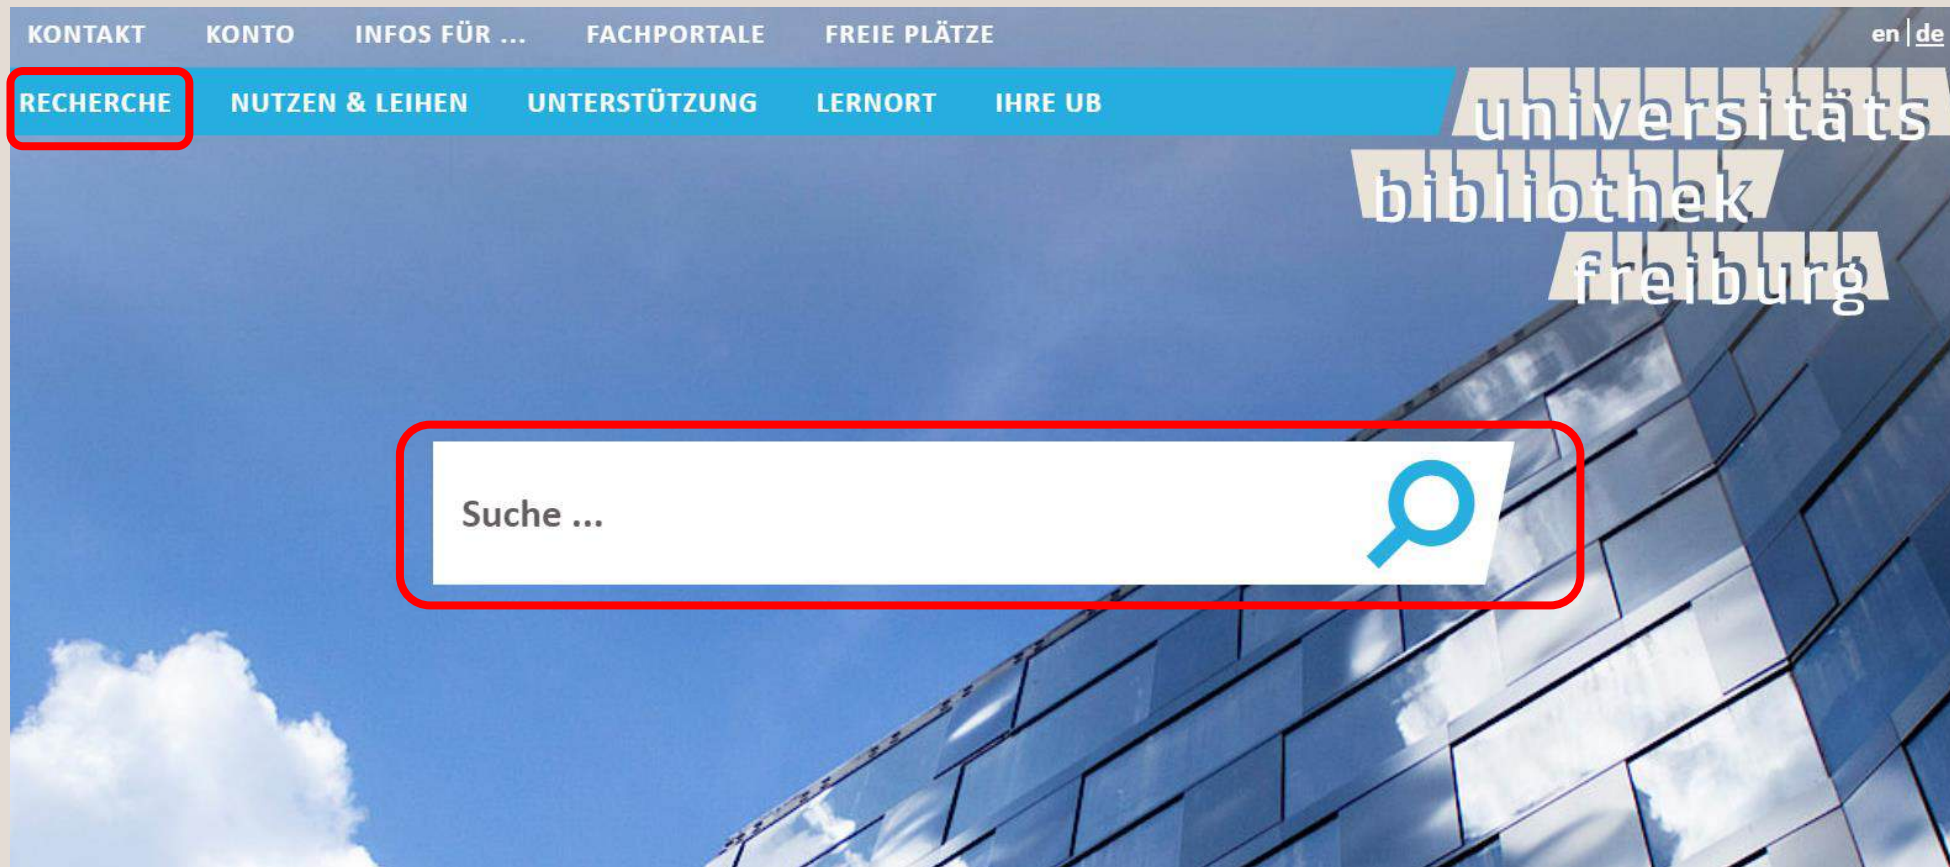 KONTAKT KONTO INFOS FÜR ... FACHPORTALE FREIE PLÄTZE en | de
RECHERCHE NUTZEN & LEIHEN UNTERSTÜTZUNG LERNORT IHRE UB
universitäts
bibliothek
freiburg
Suche ...